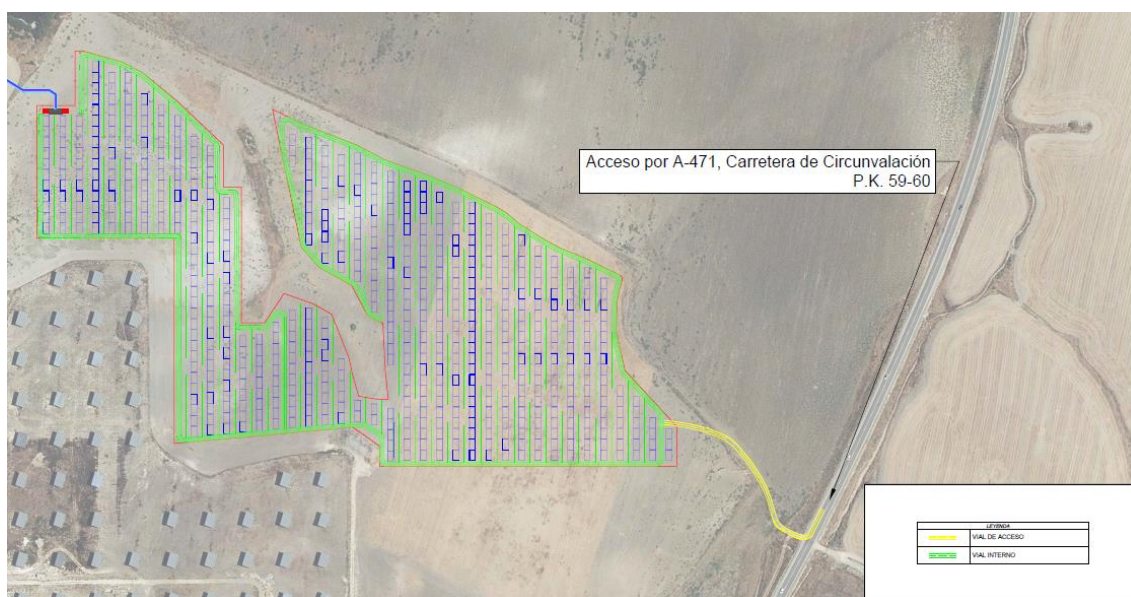 Acceso por A-471, Carretera de Circunvalación
P.K. 59-60
LEYENDA
VIAL DE ACCESO
VIAL INTERNO